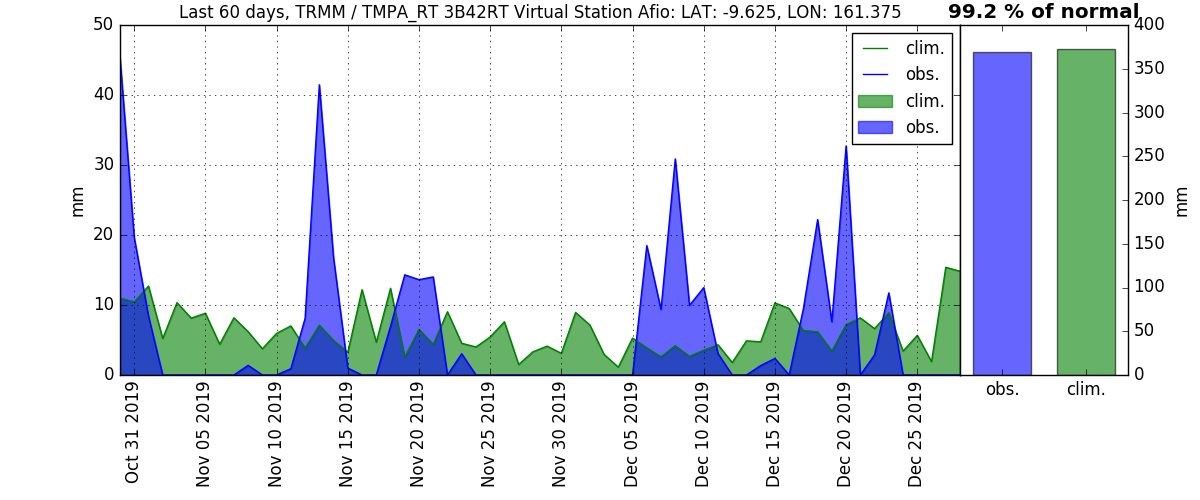 Last 60 days, TRMM / TMPA_RT 3B42RT Virtual Station Afio: LAT: -9.625, LON: 161.375
99.2 % of normal
50
40
30
20
10
0
mm
clim.
obs.
clim.
obs.
Oct 31 2019
Nov 05 2019
Nov 10 2019
Nov 15 2019
Nov 20 2019
Nov 25 2019
Nov 30 2019
Dec 05 2019
Dec 10 2019
Dec 15 2019
Dec 20 2019
Dec 25 2019
400
350
300
250
200
150
100
50
0
mm
obs.
clim.